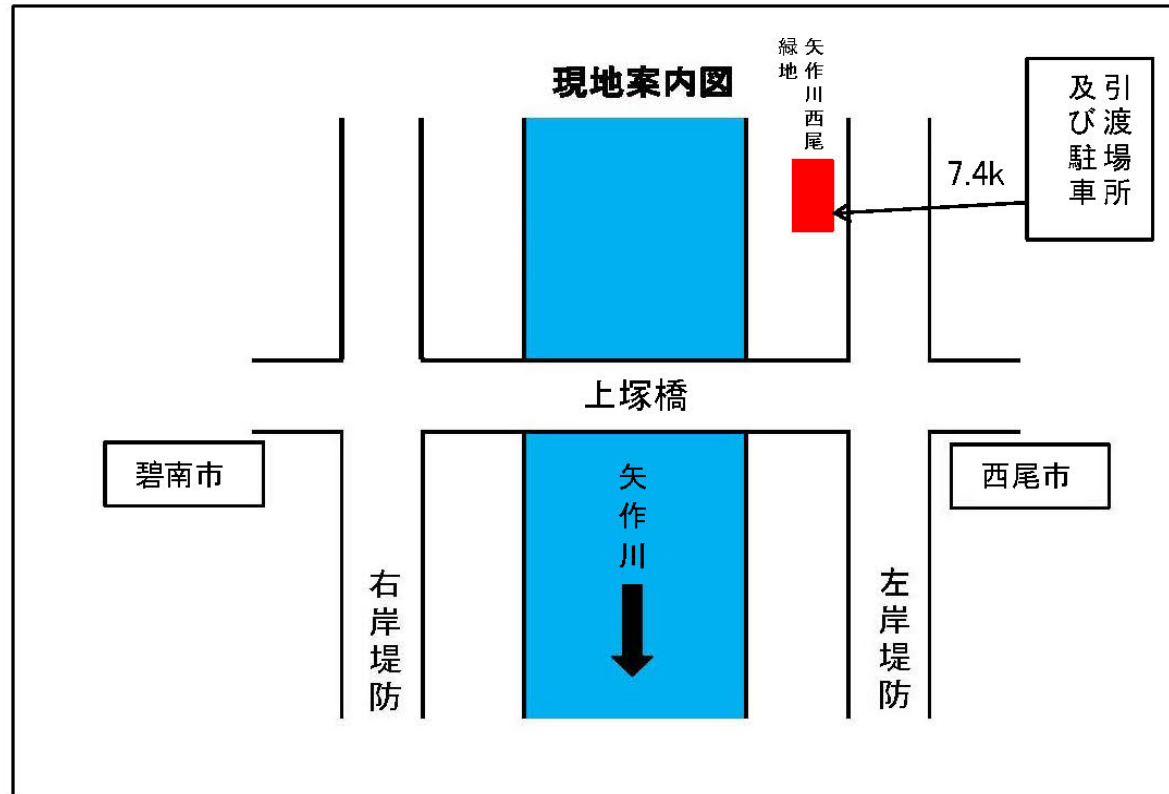 現地案内図
矢作川西尾
緑地
引渡場所
及び駐車
7.4k
上塚橋
碧南市
西尾市
矢作川
右岸堤防
左岸堤防